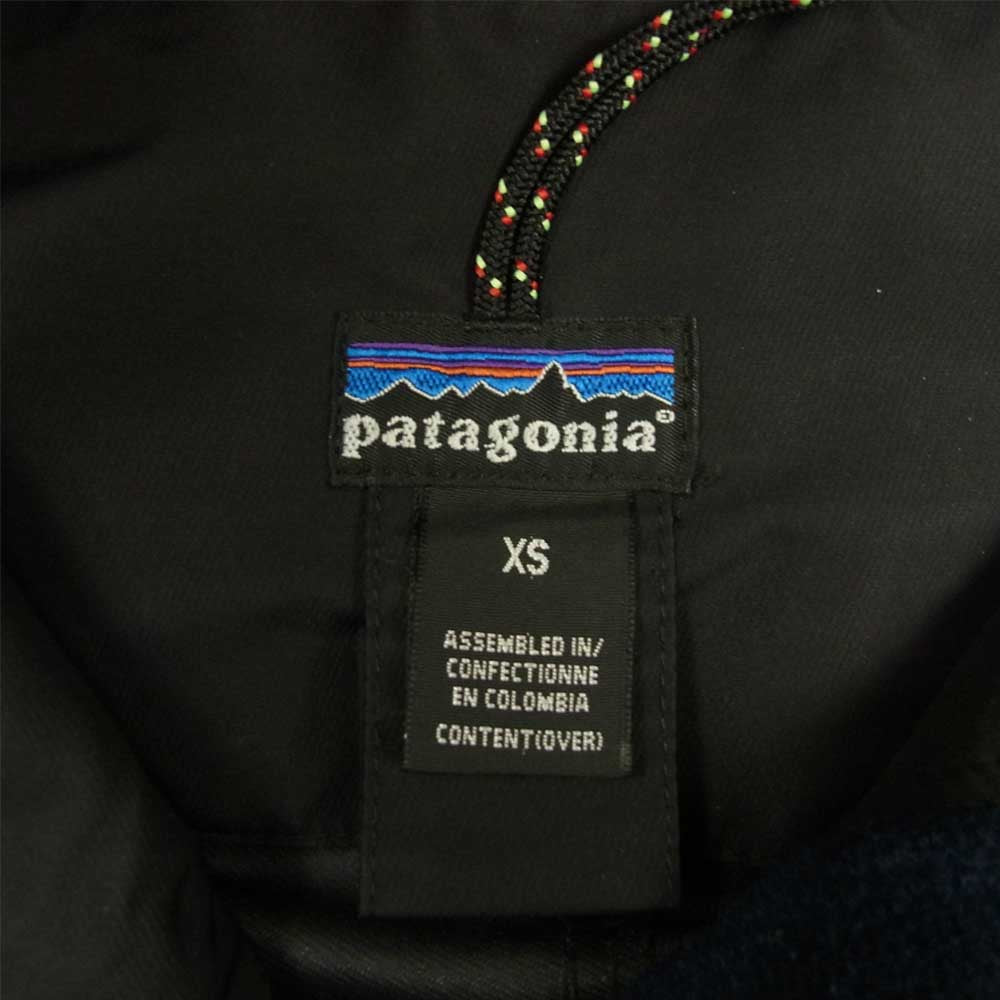 patagonia®
XS
ASSEMBLED IN/
CONFECTIONNE
EN COLOMBIA
CONTENT(OVER)